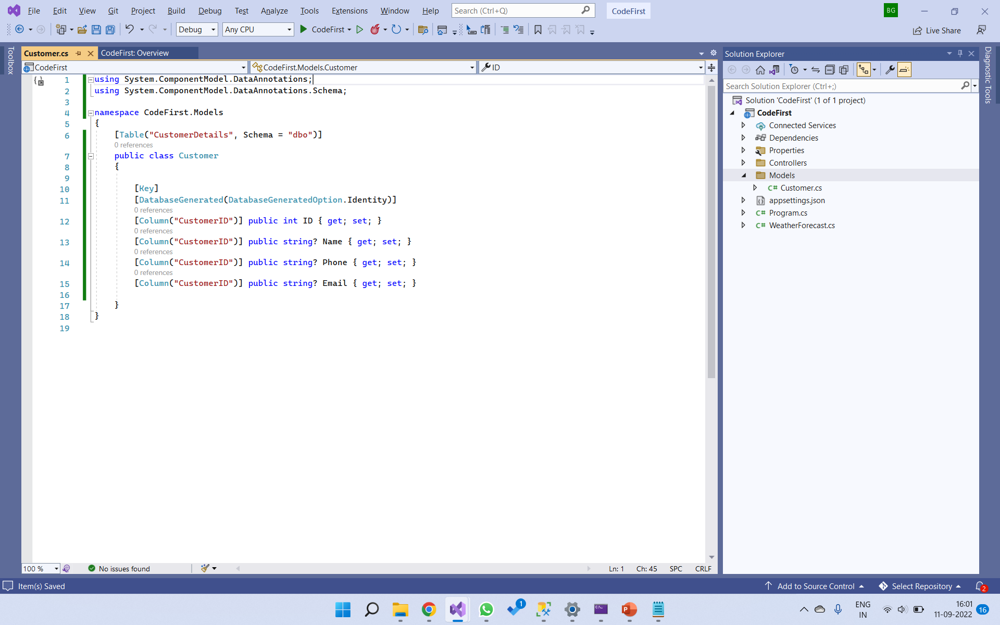 File Edit View Git Project Build Debug Test Analyze Tools Extensions Window Help Search (Ctrl+Q) CodeFirst BG
Debug Any CPU CodeFirst Live Share
Toolbox
Customer.cs CodeFirst: Overview
CodeFirst CodeFirst.Models.Customer ID
1 using System.ComponentModel.DataAnnotations;
2 using System.ComponentModel.DataAnnotations.Schema;
3
4 namespace CodeFirst.Models
5 {
6 [Table("CustomerDetails", Schema = "dbo")]
0 references
7 public class Customer
8 {
9
10 [Key]
11 [DatabaseGenerated(DatabaseGeneratedOption.Identity)]
0 references
12 [Column("CustomerID")] public int ID { get; set; }
0 references
13 [Column("CustomerID")] public string? Name { get; set; }
0 references
14 [Column("CustomerID")] public string? Phone { get; set; }
0 references
15 [Column("CustomerID")] public string? Email { get; set; }
16
17 }
18 }
19
100 % No issues found Ln: 1 Ch: 45 SPC CRLF
Solution Explorer
Search Solution Explorer (Ctrl+;)
Solution 'CodeFirst' (1 of 1 project)
CodeFirst
Connected Services
Dependencies
Properties
Controllers
Models
C# Customer.cs
appsettings.json
C# Program.cs
C# WeatherForecast.cs
Diagnostic Tools
Item(s) Saved Add to Source Control Select Repository 2
1
ENG
IN
16:01
11-09-2022
16